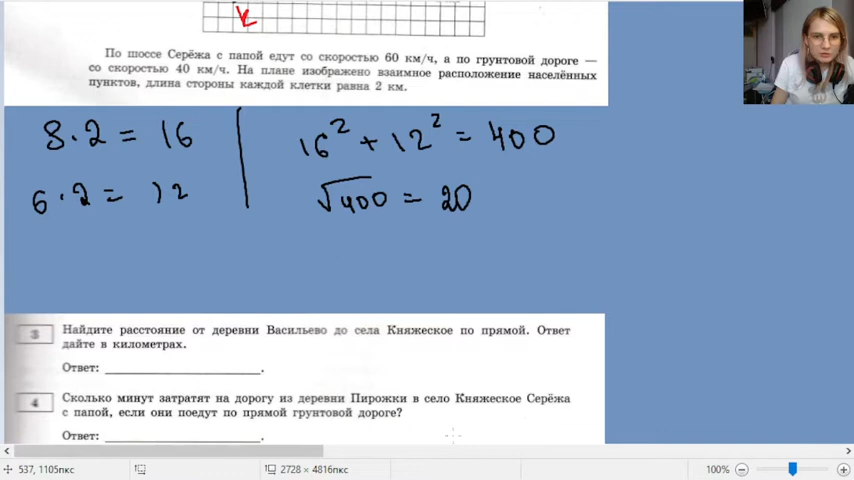 По шоссе Серёжа с папой едут со скоростью 60 км/ч, а по грунтовой дороге —
со скоростью 40 км/ч. На плане изображено взаимное расположение населённых
пунктов, длина стороны каждой клетки равна 2 км.
8·2 = 16
6·2 = 12
16² + 12² = 400
√400 = 20
3
Найдите расстояние от деревни Васильево до села Княжеское по прямой. Ответ
дайте в километрах.
Ответ: ____________________.
4
Сколько минут затратят на дорогу из деревни Пирожки в село Княжеское Серёжа
с папой, если они поедут по прямой грунтовой дороге?
Ответ: ____________________.
537, 1105пкс
2728 × 4816пкс
100%